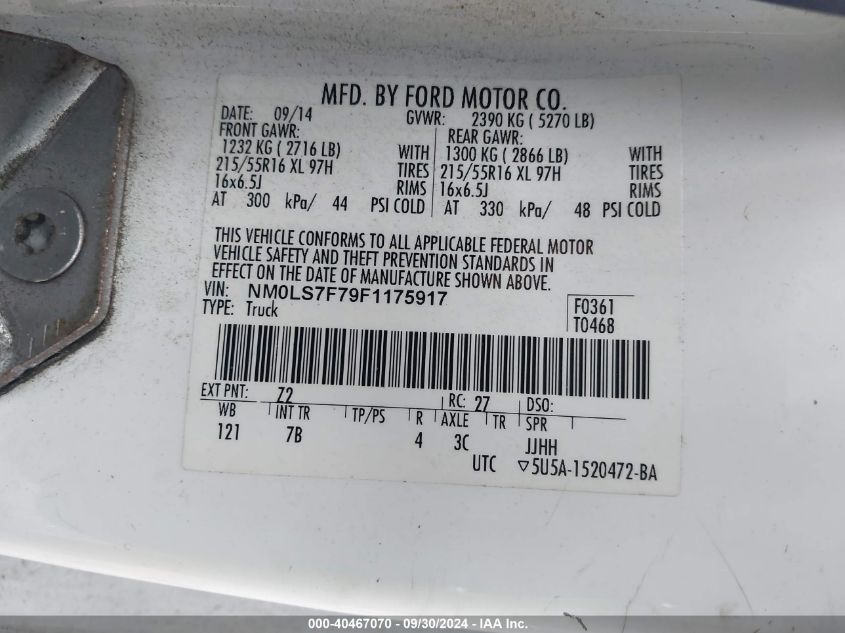 MFD. BY FORD MOTOR CO.
DATE: 09/14 GVWR: 2390 KG ( 5270 LB)
FRONT GAWR: REAR GAWR:
1232 KG ( 2716 LB) WITH 1300 KG ( 2866 LB) WITH
215/55R16 XL 97H TIRES 215/55R16 XL 97H TIRES
16x6.5J RIMS 16x6.5J RIMS
AT 300 kPa/ 44 PSI COLD AT 330 kPa/ 48 PSI COLD
THIS VEHICLE CONFORMS TO ALL APPLICABLE FEDERAL MOTOR
VEHICLE SAFETY AND THEFT PREVENTION STANDARDS IN
EFFECT ON THE DATE OF MANUFACTURE SHOWN ABOVE.
VIN: NM0LS7F79F1175917 F0361
TYPE: Truck T0468
EXT PNT: Z2 RC: 27 DSO:
WB INT TR TP/PS R AXLE TR SPR
121 7B 4 3C JJHH
UTC ▽5U5A-1520472-BA
000-40467070 - 09/30/2024 - IAA Inc.